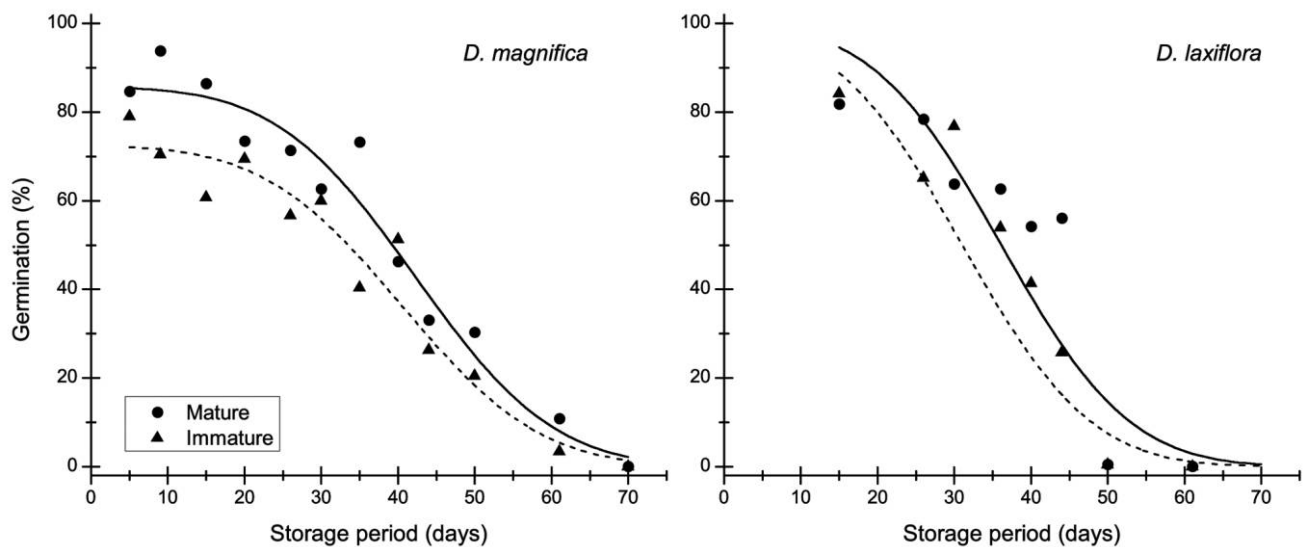 100
80
60
40
20
0
Germination (%)
D. magnifica
Mature
Immature
0 10 20 30 40 50 60 70
Storage period (days)
100
80
60
40
20
0
D. laxiflora
0 10 20 30 40 50 60 70
Storage period (days)